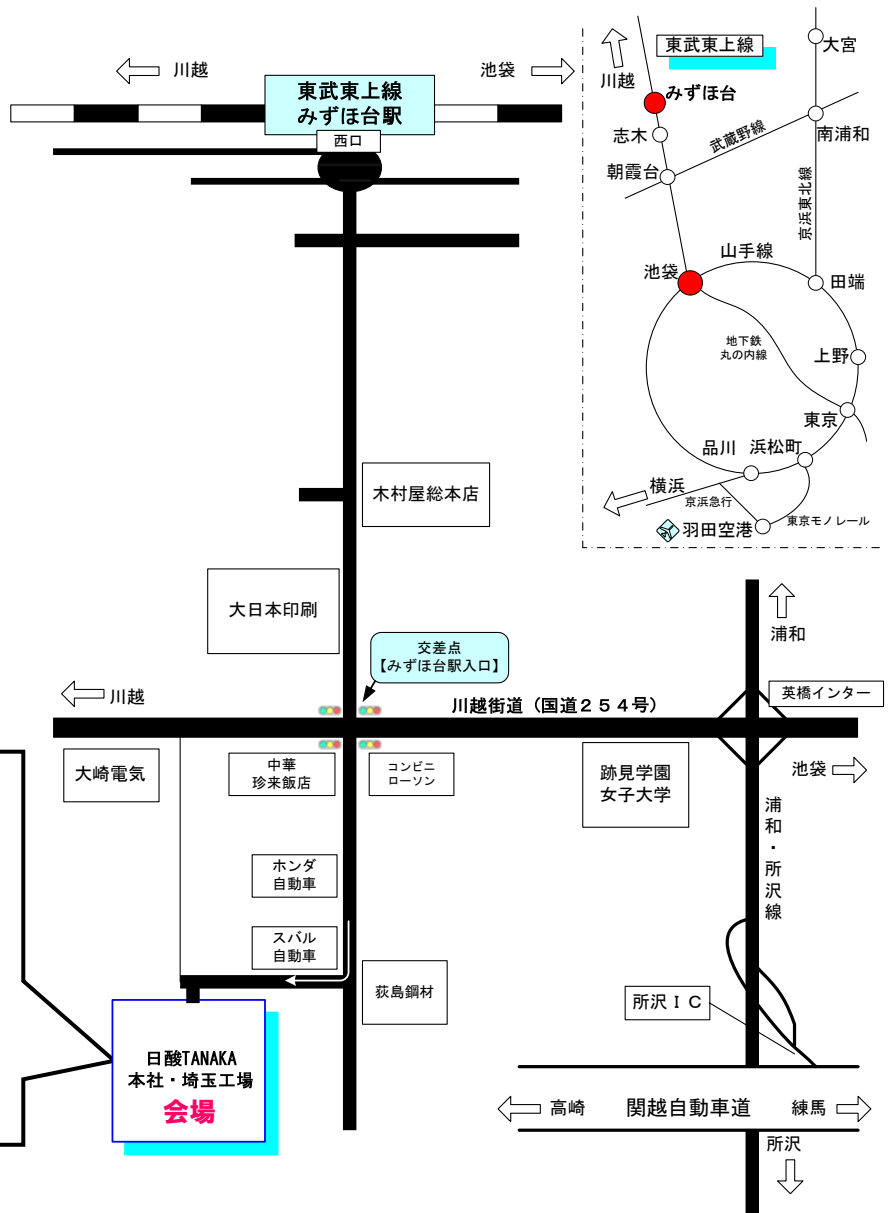 川越
池袋
東武東上線
みずほ台駅
西口
木村屋総本店
大日本印刷
交差点
【みずほ台駅入口】
川越
川越街道（国道２５４号）
大崎電気
中華
珍来飯店
コンビニ
ローソン
跡見学園
女子大学
ホンダ
自動車
スバル
自動車
荻島鋼材
日酸TANAKA
本社・埼玉工場
会場
東武東上線
川越
大宮
みずほ台
志木
武蔵野線
南浦和
朝霞台
京浜東北線
山手線
池袋
田端
地下鉄
丸の内線
上野
東京
品川
浜松町
横浜
京浜急行
羽田空港
東京モノレール
浦和
英橋インター
池袋
浦和・所沢線
所沢ＩＣ
高崎
関越自動車道
練馬
所沢